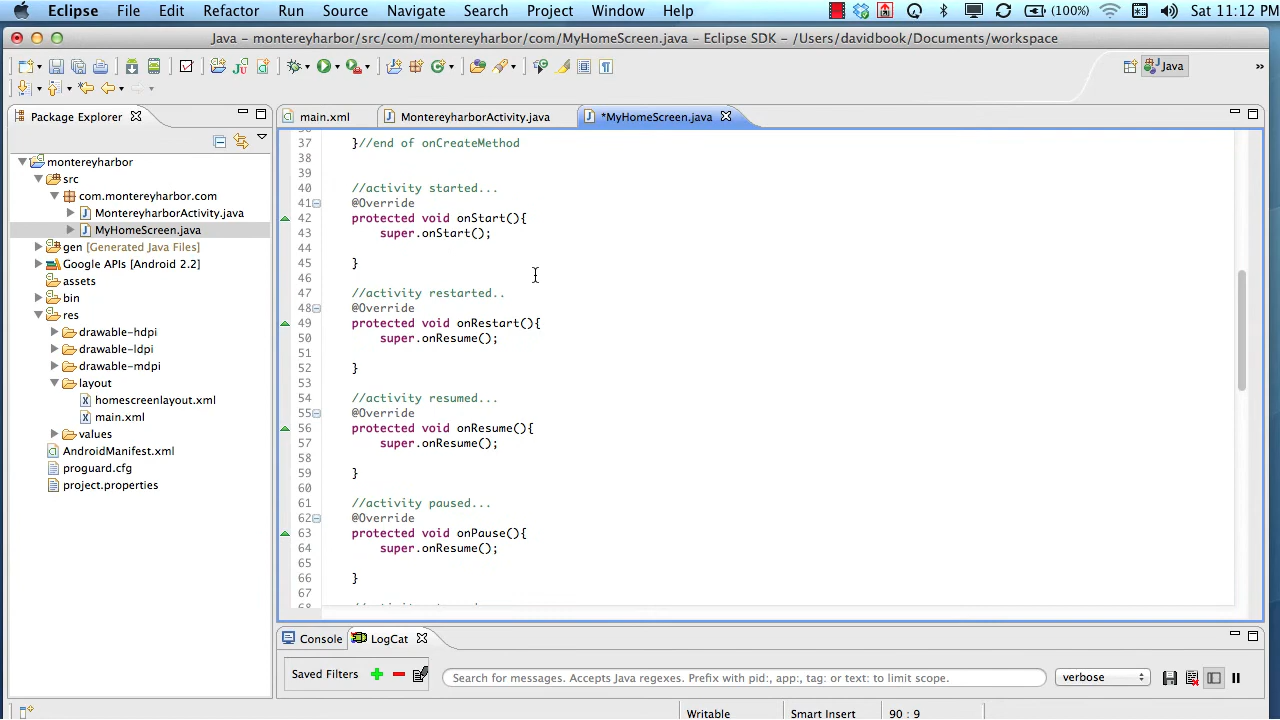 Eclipse File Edit Refactor Run Source Navigate Search Project Window Help (100%) Sat 11:12 PM
Java – montereyharbor/src/com/montereyharbor/com/MyHomeScreen.java – Eclipse SDK – /Users/davidbook/Documents/workspace
Java »
Package Explorer
montereyharbor
src
com.montereyharbor.com
MontereyharborActivity.java
MyHomeScreen.java
gen [Generated Java Files]
Google APIs [Android 2.2]
assets
bin
res
drawable-hdpi
drawable-ldpi
drawable-mdpi
layout
homescreenlayout.xml
main.xml
values
AndroidManifest.xml
proguard.cfg
project.properties
main.xml MontereyharborActivity.java *MyHomeScreen.java
37 }//end of onCreateMethod
38
39
40 //activity started...
41 @Override
42 protected void onStart(){
43 super.onStart();
44
45 }
46
47 //activity restarted..
48 @Override
49 protected void onRestart(){
50 super.onResume();
51
52 }
53
54 //activity resumed...
55 @Override
56 protected void onResume(){
57 super.onResume();
58
59 }
60
61 //activity paused...
62 @Override
63 protected void onPause(){
64 super.onResume();
65
66 }
67
Console LogCat
Saved Filters
Search for messages. Accepts Java regexes. Prefix with pid:, app:, tag: or text: to limit scope.
verbose
Writable Smart Insert 90 : 9